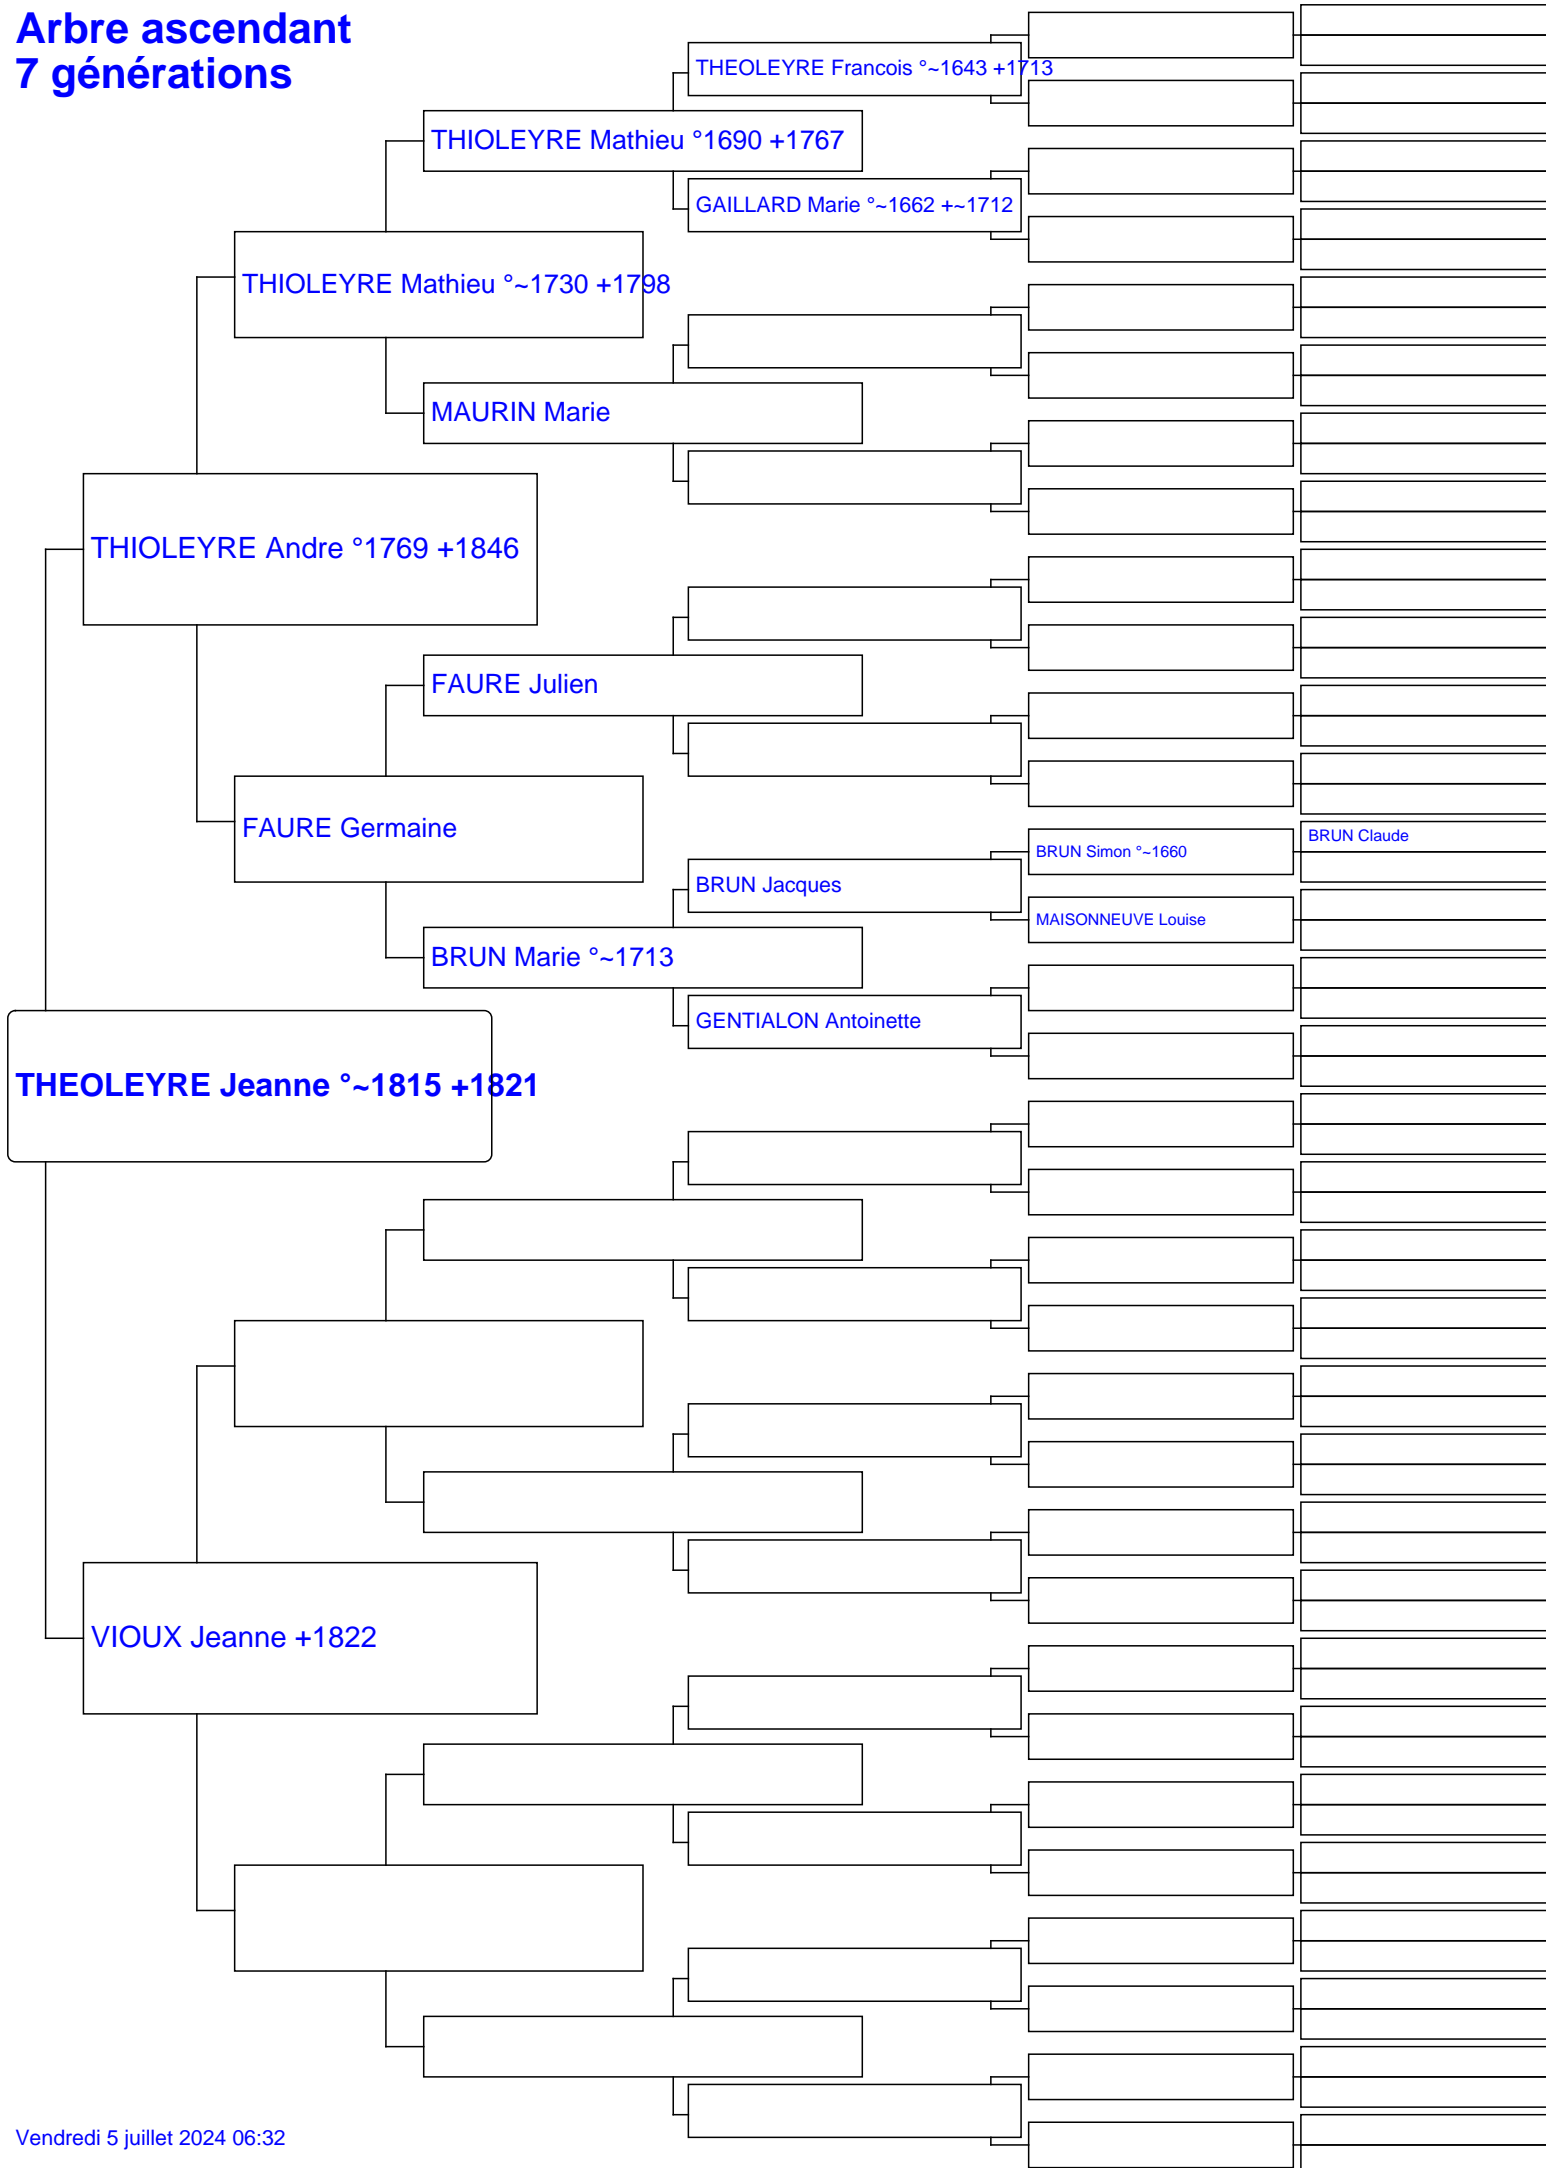 Arbre ascendant
7 générations
THEOLEYRE Francois °~1643 +1713
THIOLEYRE Mathieu °1690 +1767
GAILLARD Marie °~1662 +~1712
THIOLEYRE Mathieu °~1730 +1798
MAURIN Marie
THIOLEYRE Andre °1769 +1846
FAURE Julien
FAURE Germaine
BRUN Claude
BRUN Simon °~1660
BRUN Jacques
MAISONNEUVE Louise
BRUN Marie °~1713
GENTIALON Antoinette
THEOLEYRE Jeanne °~1815 +1821
VIOUX Jeanne +1822
Vendredi 5 juillet 2024 06:32